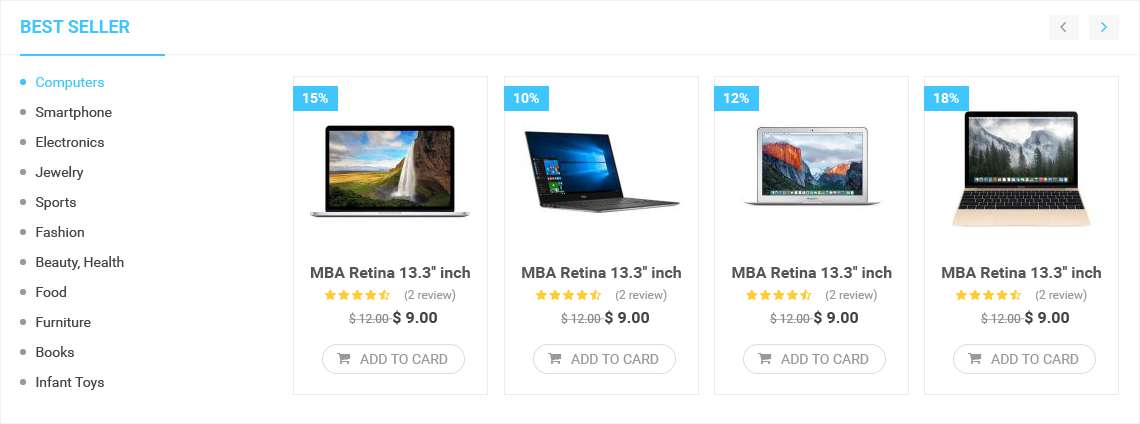 BEST SELLER
Computers
Smartphone
Electronics
Jewelry
Sports
Fashion
Beauty, Health
Food
Furniture
Books
Infant Toys
15%
MBA Retina 13.3" inch
(2 review)
$ 12.00 $ 9.00
ADD TO CARD
10%
MBA Retina 13.3" inch
(2 review)
$ 12.00 $ 9.00
ADD TO CARD
12%
MBA Retina 13.3" inch
(2 review)
$ 12.00 $ 9.00
ADD TO CARD
18%
MBA Retina 13.3" inch
(2 review)
$ 12.00 $ 9.00
ADD TO CARD